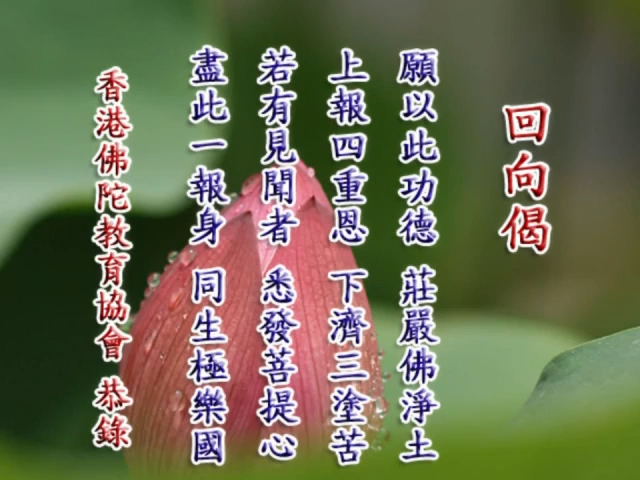 回向偈
願以此功德 莊嚴佛淨土
上報四重恩 下濟三塗苦
若有見聞者 悉發菩提心
盡此一報身 同生極樂國
香港佛陀教育協會 恭錄